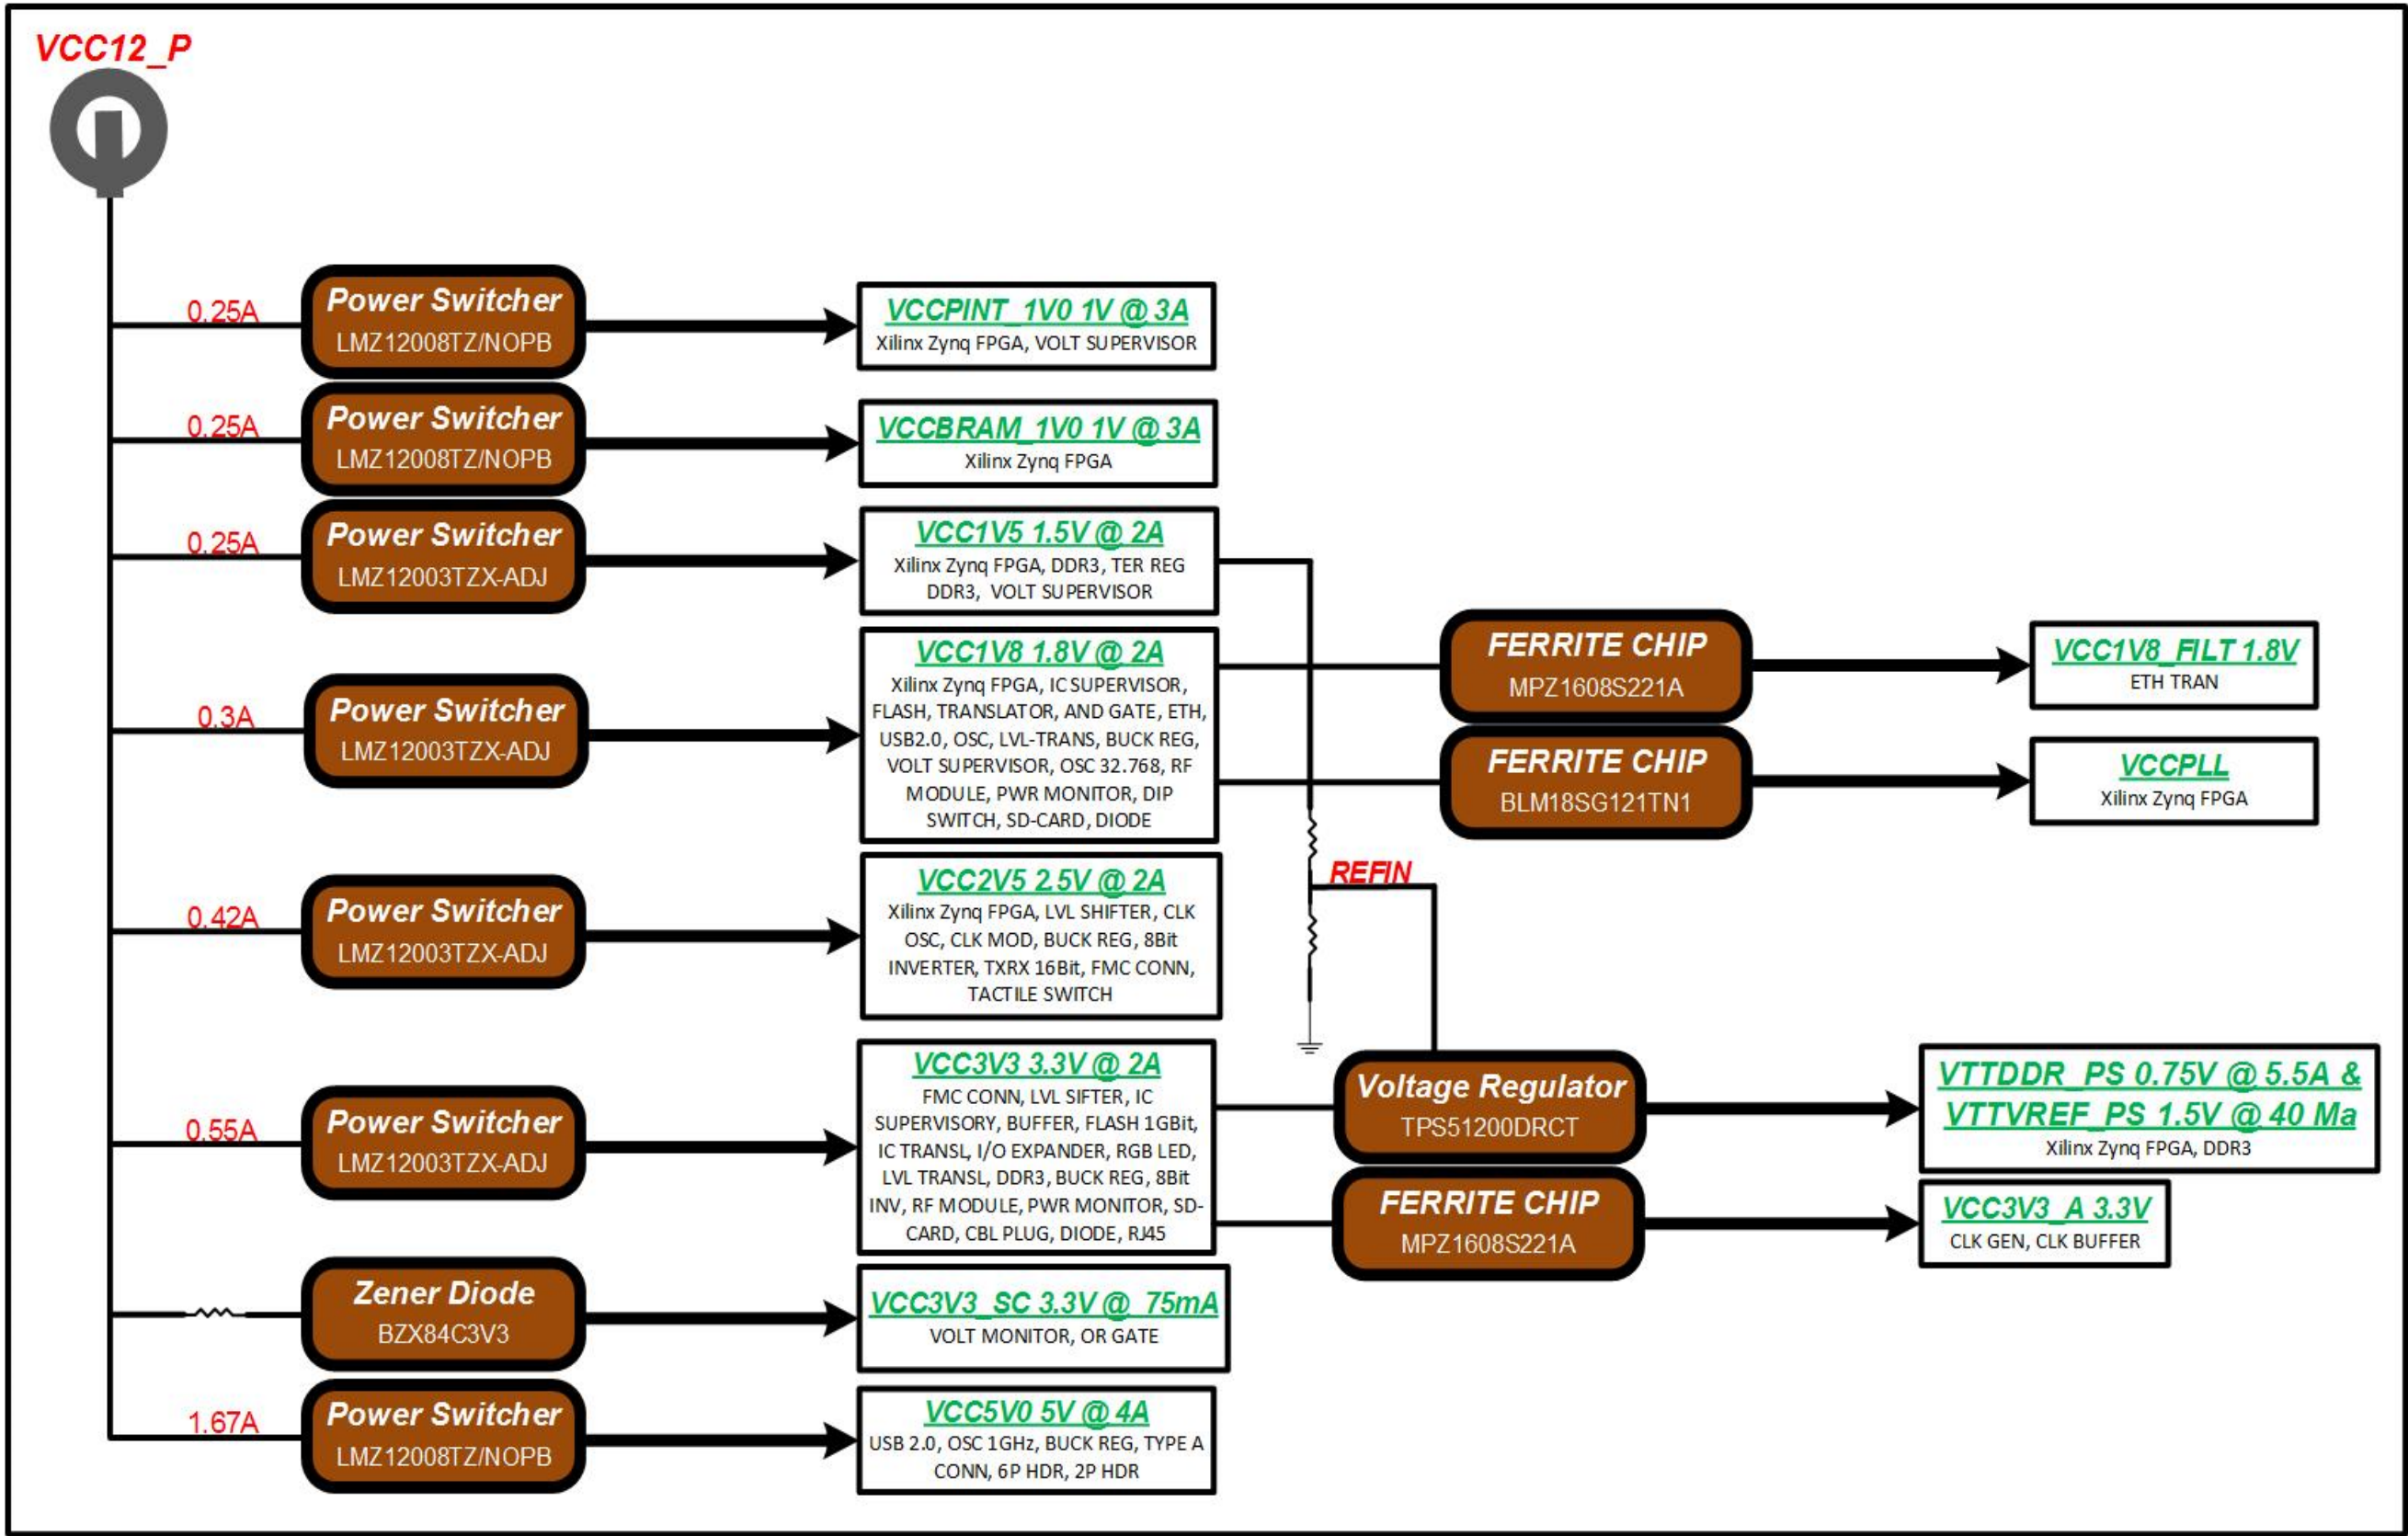 VCC12_P
0.25A
Power Switcher
LMZ12008TZ/NOPB
VCCPINT_1V0 1V @ 3A
Xilinx Zynq FPGA, VOLT SUPERVISOR
0.25A
Power Switcher
LMZ12008TZ/NOPB
VCCBRAM_1V0 1V @ 3A
Xilinx Zynq FPGA
0.25A
Power Switcher
LMZ12003TZX-ADJ
VCC1V5 1.5V @ 2A
Xilinx Zynq FPGA, DDR3, TER REG
DDR3, VOLT SUPERVISOR
0.3A
Power Switcher
LMZ12003TZX-ADJ
VCC1V8 1.8V @ 2A
Xilinx Zynq FPGA, IC SUPERVISOR,
FLASH, TRANSLATOR, AND GATE, ETH,
USB2.0, OSC, LVL-TRANS, BUCK REG,
VOLT SUPERVISOR, OSC 32.768, RF
MODULE, PWR MONITOR, DIP
SWITCH, SD-CARD, DIODE
FERRITE CHIP
MPZ1608S221A
VCC1V8_FILT 1.8V
ETH TRAN
FERRITE CHIP
BLM18SG121TN1
VCCPLL
Xilinx Zynq FPGA
0.42A
Power Switcher
LMZ12003TZX-ADJ
VCC2V5 2.5V @ 2A
Xilinx Zynq FPGA, LVL SHIFTER, CLK
OSC, CLK MOD, BUCK REG, 8Bit
INVERTER, TXRX 16Bit, FMC CONN,
TACTILE SWITCH
REFIN
0.55A
Power Switcher
LMZ12003TZX-ADJ
VCC3V3 3.3V @ 2A
FMC CONN, LVL SIFTER, IC
SUPERVISORY, BUFFER, FLASH 1GBit,
IC TRANSL, I/O EXPANDER, RGB LED,
LVL TRANSL, DDR3, BUCK REG, 8Bit
INV, RF MODULE, PWR MONITOR, SD-
CARD, CBL PLUG, DIODE, RJ45
Voltage Regulator
TPS51200DRCT
VTTDDR_PS 0.75V @ 5.5A &
VTTVREF_PS 1.5V @ 40 Ma
Xilinx Zynq FPGA, DDR3
FERRITE CHIP
MPZ1608S221A
VCC3V3_A 3.3V
CLK GEN, CLK BUFFER
Zener Diode
BZX84C3V3
VCC3V3_SC 3.3V @ 75mA
VOLT MONITOR, OR GATE
1.67A
Power Switcher
LMZ12008TZ/NOPB
VCC5V0 5V @ 4A
USB 2.0, OSC 1GHz, BUCK REG, TYPE A
CONN, 6P HDR, 2P HDR